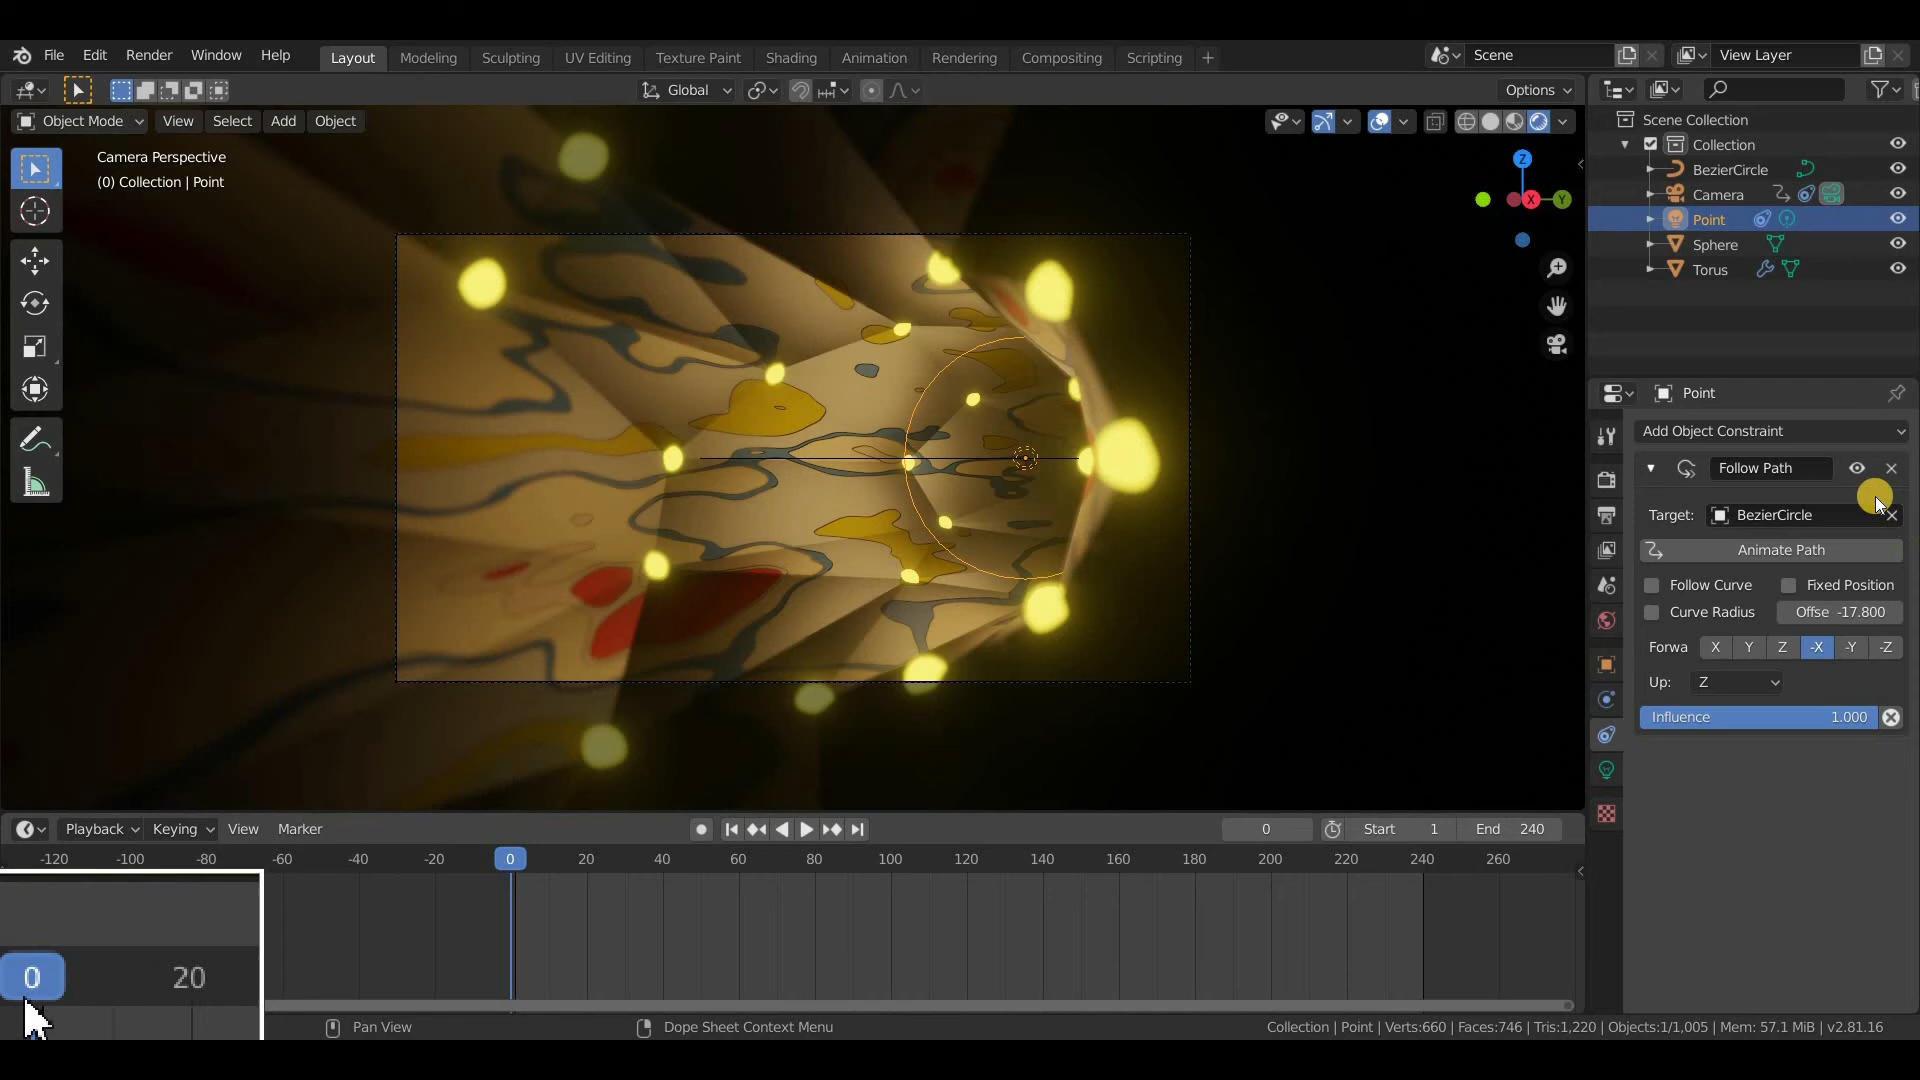 File Edit Render Window Help Layout Modeling Sculpting UV Editing Texture Paint Shading Animation Rendering Compositing Scripting + Scene View Layer
Global Options
Object Mode View Select Add Object
Camera Perspective
(0) Collection | Point
Z
X Y
Scene Collection
Collection
BezierCircle
Camera
Point
Sphere
Torus
Point
Add Object Constraint
Follow Path
Target: BezierCircle
Animate Path
Follow Curve Fixed Position
Curve Radius Offse -17.800
Forwa X Y Z -X -Y -Z
Up: Z
Influence 1.000
Playback Keying View Marker 0 Start 1 End 240
-120 -100 -80 -60 -40 -20 0 20 40 60 80 100 120 140 160 180 200 220 240 260
0 20
Pan View Dope Sheet Context Menu Collection | Point | Verts:660 | Faces:746 | Tris:1,220 | Objects:1/1,005 | Mem: 57.1 MiB | v2.81.16